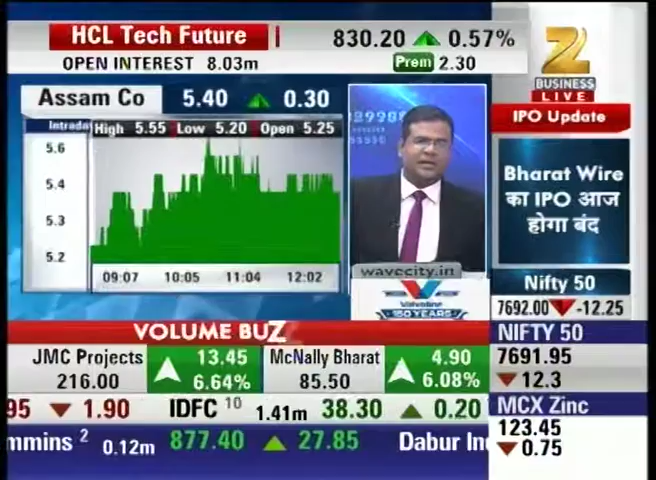 HCL Tech Future
830.20 0.57%
OPEN INTEREST 8.03m
Prem 2.30
Z
BUSINESS
LIVE
Assam Co 5.40 0.30
Intraday High 5.55 Low 5.20 Open 5.25
5.6
5.4
5.3
5.2
09:07 10:05 11:04 12:02
wavecity.in
Valvoline
150 YEARS
IPO Update
Bharat Wire
का IPO आज
होगा बंद
Nifty 50
7692.00 -12.25
VOLUME BUZ
JMC Projects 13.45
216.00 6.64%
McNally Bharat 4.90
85.50 6.08%
NIFTY 50
7691.95
12.3
MCX Zinc
123.45
0.75
95 1.90 IDFC 10 1.41m 38.30 0.20
mmins 2 0.12m 877.40 27.85 Dabur In